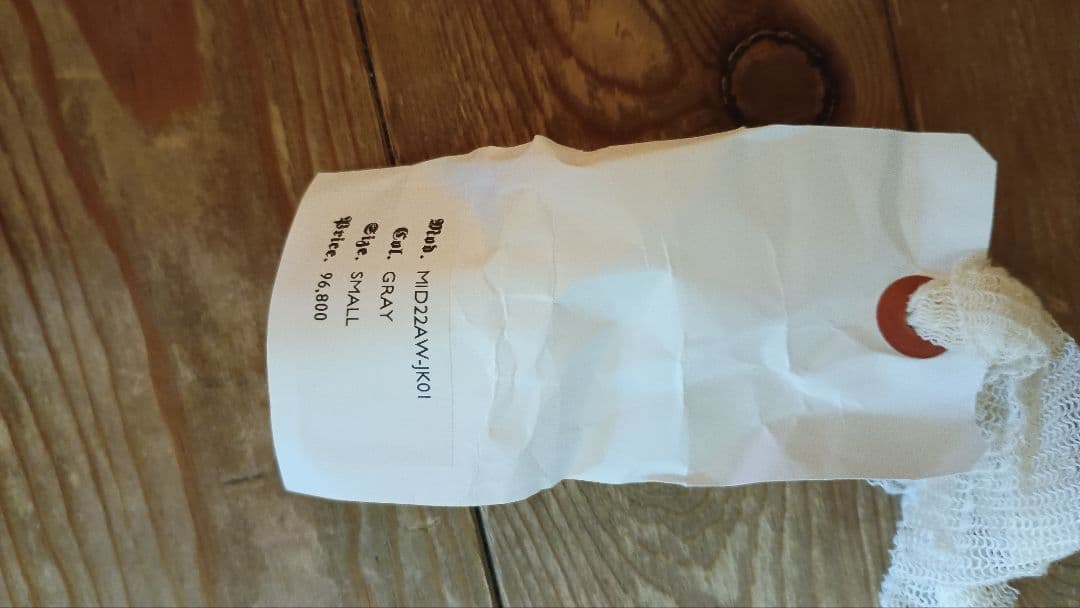 Mod. MID22AW-JK01
Col. GRAY
Size. SMALL
Price. 96,800